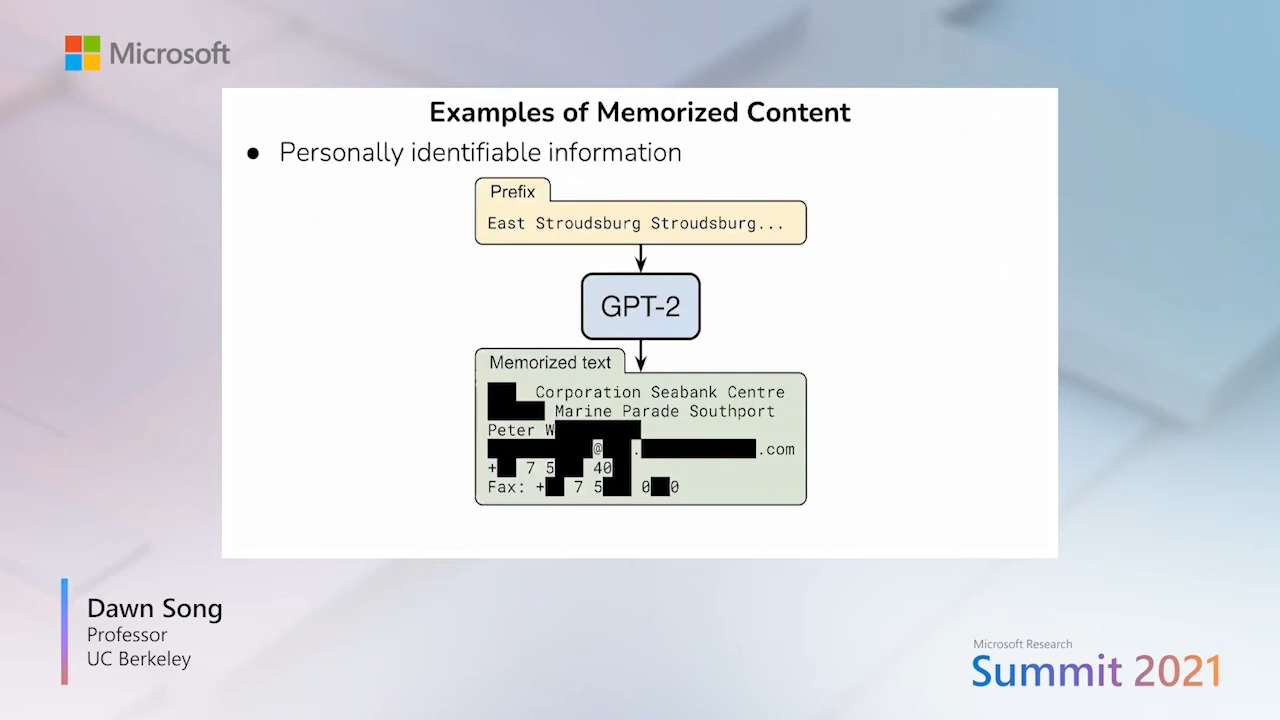 Microsoft
Examples of Memorized Content
● Personally identifiable information
Prefix
East Stroudsburg Stroudsburg...
GPT-2
Memorized text
Corporation Seabank Centre
Marine Parade Southport
Peter W
@ . .com
+ 7 5 40
Fax: + 7 5 0 0
Dawn Song
Professor
UC Berkeley
Microsoft Research
Summit 2021